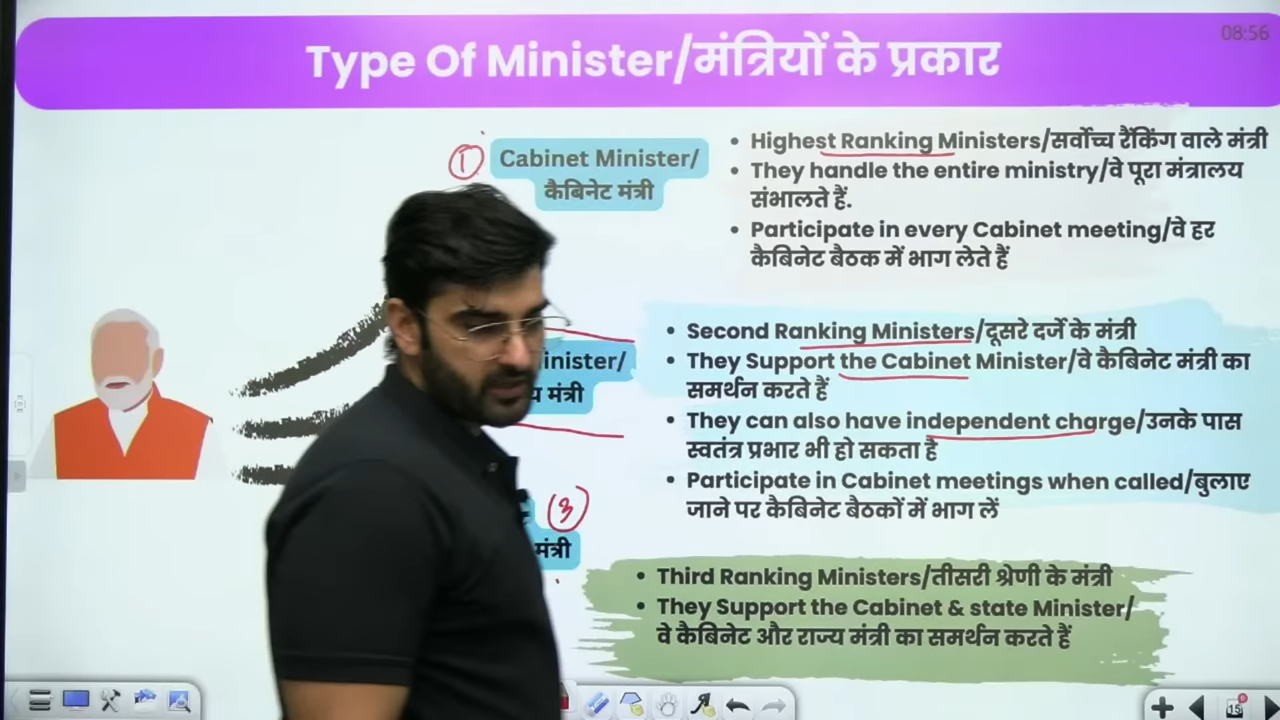 08:56
Type Of Minister/मंत्रियों के प्रकार
① Cabinet Minister/
कैबिनेट मंत्री
• Highest Ranking Ministers/सर्वोच्च रैंकिंग वाले मंत्री
• They handle the entire ministry/वे पूरा मंत्रालय
संभालते हैं.
• Participate in every Cabinet meeting/वे हर
कैबिनेट बैठक में भाग लेते हैं
inister/
मंत्री
• Second Ranking Ministers/दूसरे दर्जे के मंत्री
• They Support the Cabinet Minister/वे कैबिनेट मंत्री का
समर्थन करते हैं
• They can also have independent charge/उनके पास
स्वतंत्र प्रभार भी हो सकता है
• Participate in Cabinet meetings when called/बुलाए
जाने पर कैबिनेट बैठकों में भाग लें
③
मंत्री
• Third Ranking Ministers/तीसरी श्रेणी के मंत्री
• They Support the Cabinet & state Minister/
वे कैबिनेट और राज्य मंत्री का समर्थन करते हैं
15